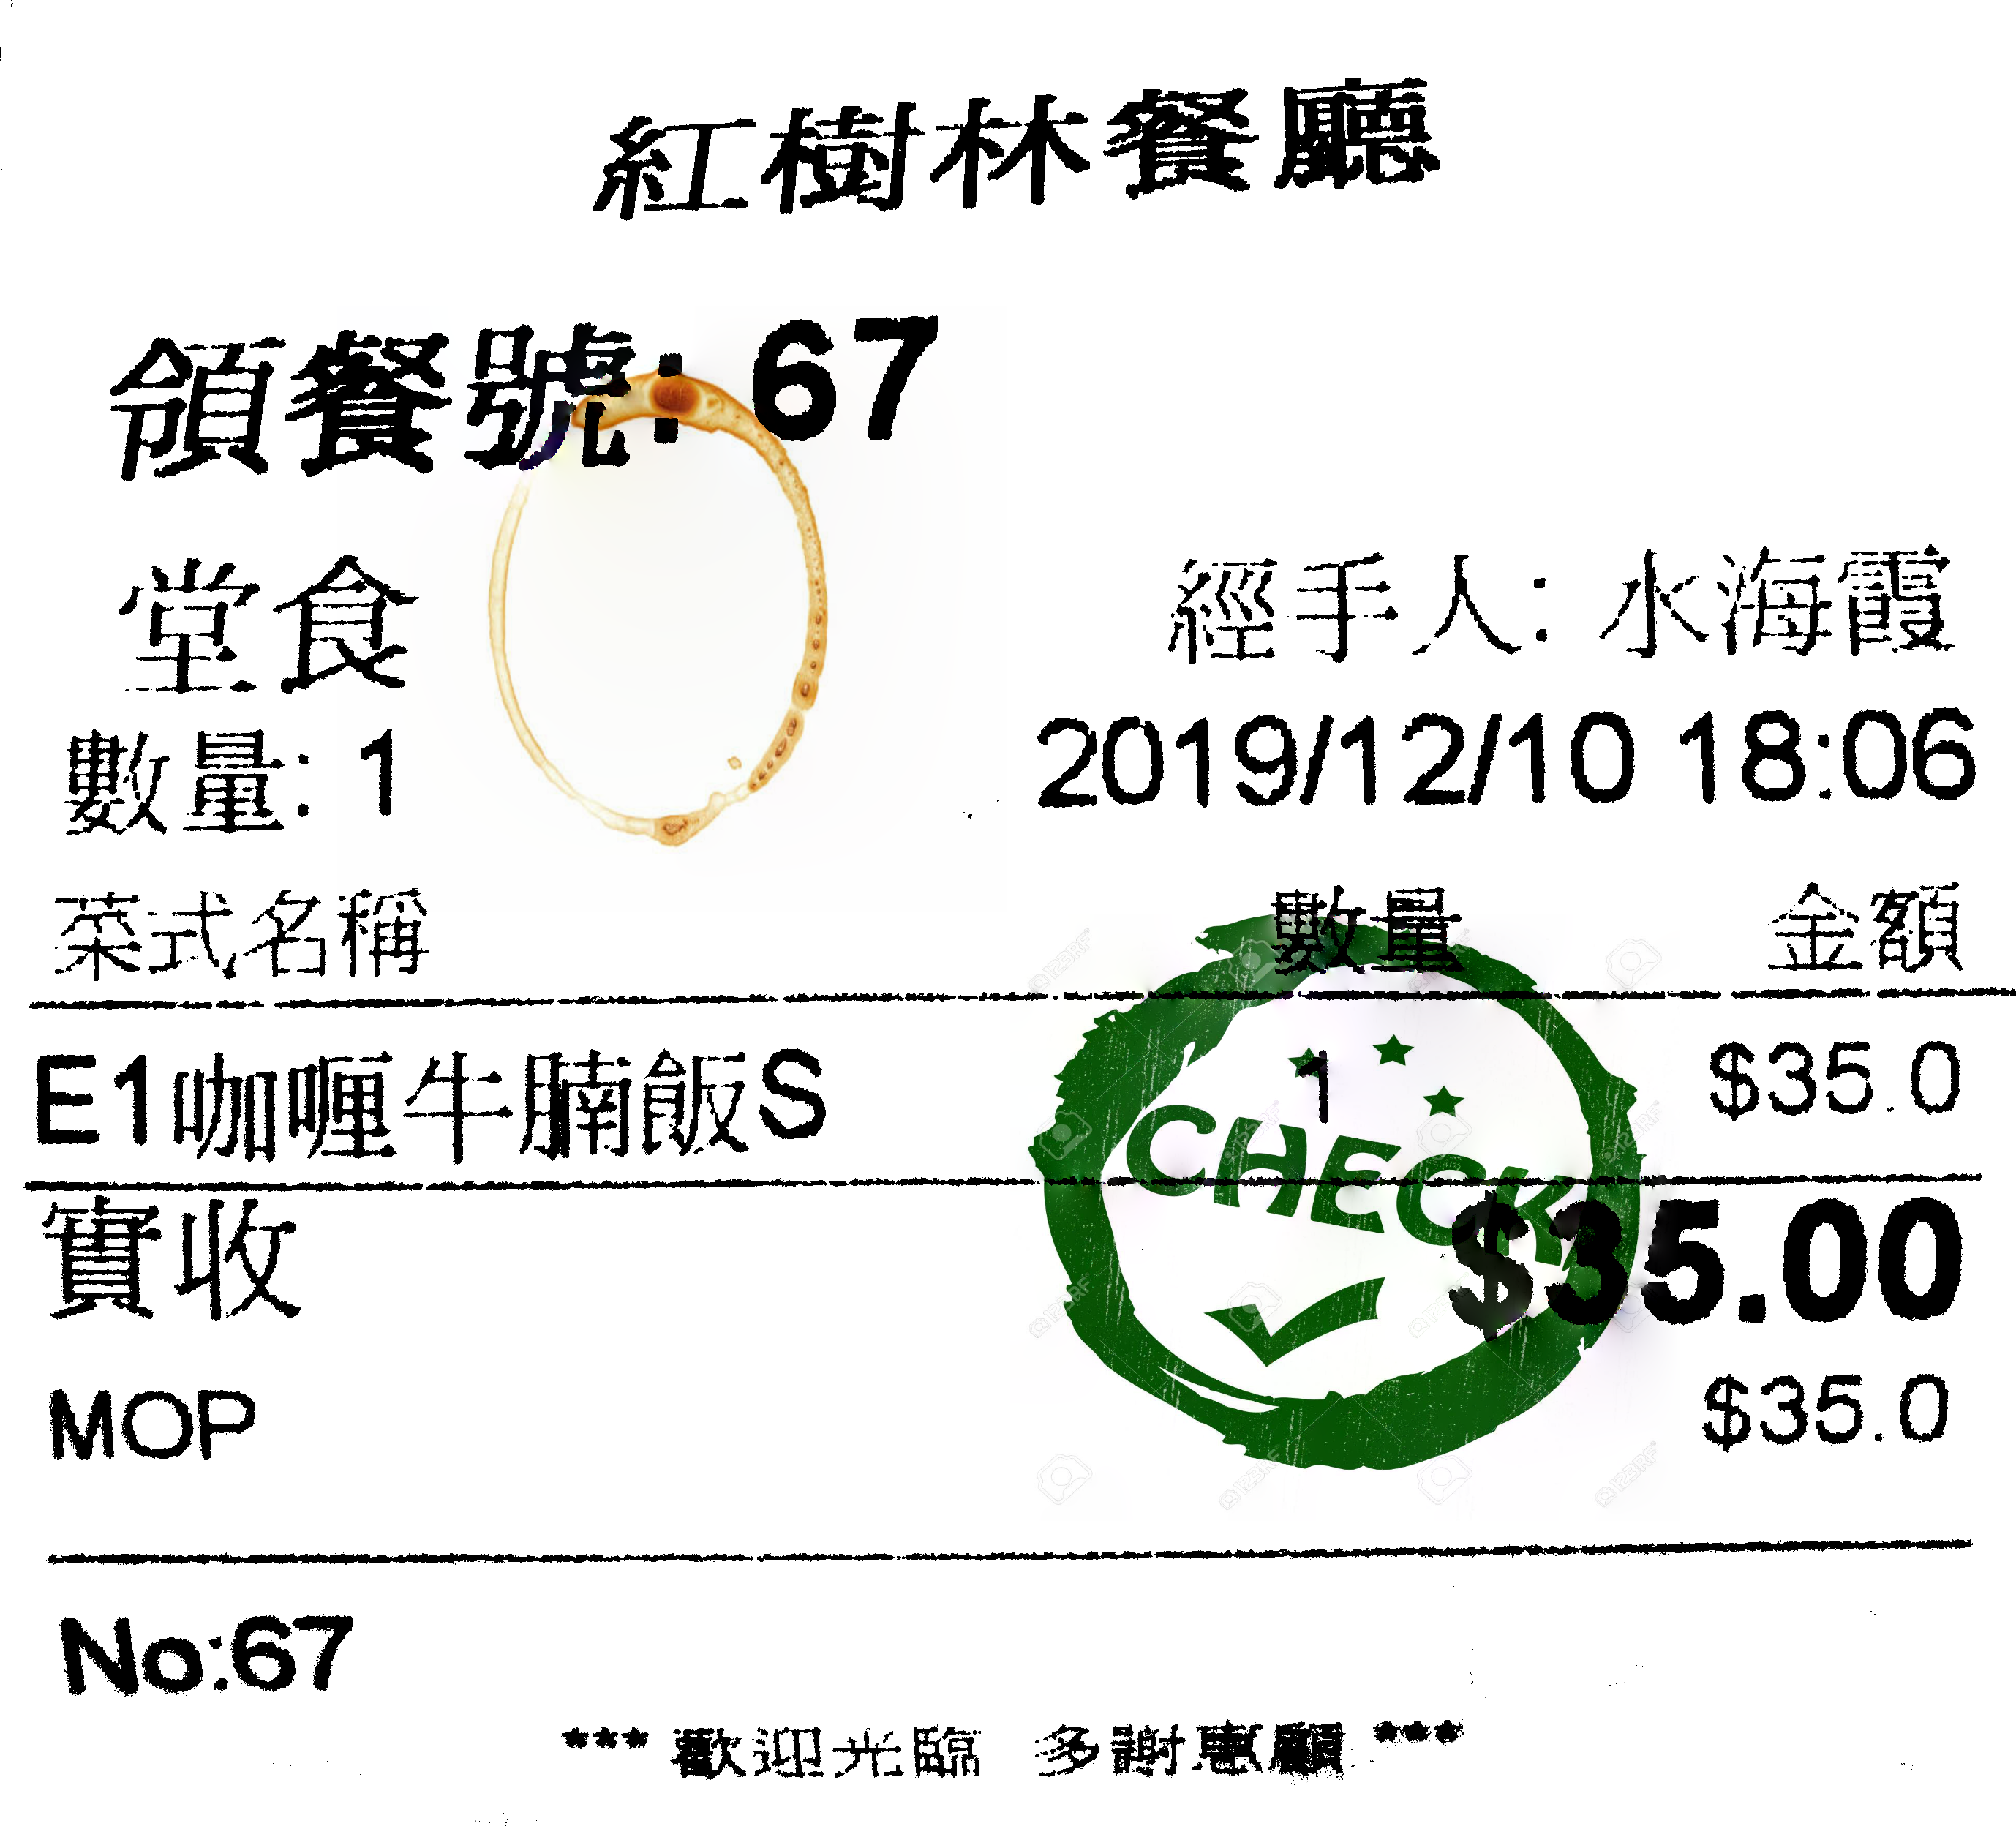 紅樹林餐廳
領餐號: 67
堂食
經手人: 水海霞
數量: 1
2019/12/10 18:06
菜式名稱 數量 金額
E1咖喱牛腩飯S 1 $35.0
CHECK
實收 $35.00
MOP $35.0
No:67
*** 歡迎光臨 多謝惠顧 ***